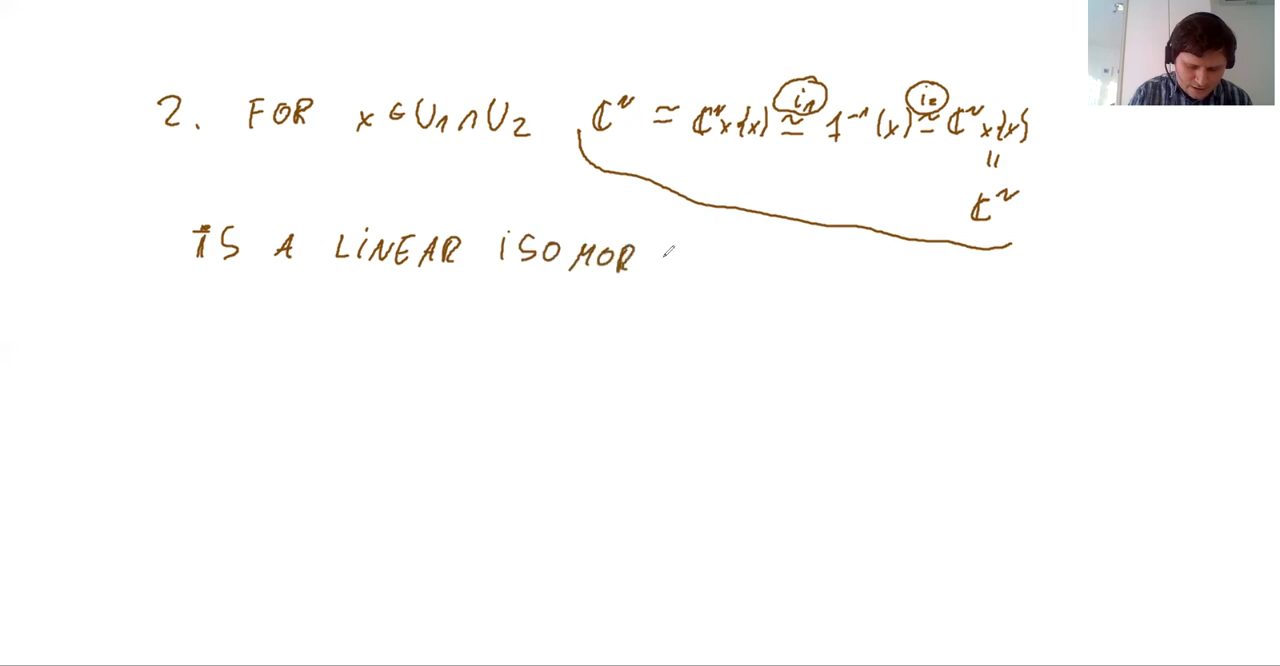 2. FOR x ∈ U₁ ∩ U₂ ℂⁿ ≃ ℂⁿ x {x} ≃ f⁻¹(x) ≃ ℂⁿ x {x}
i₁ i₂
=
ℂⁿ
IS A LINEAR ISOMOR